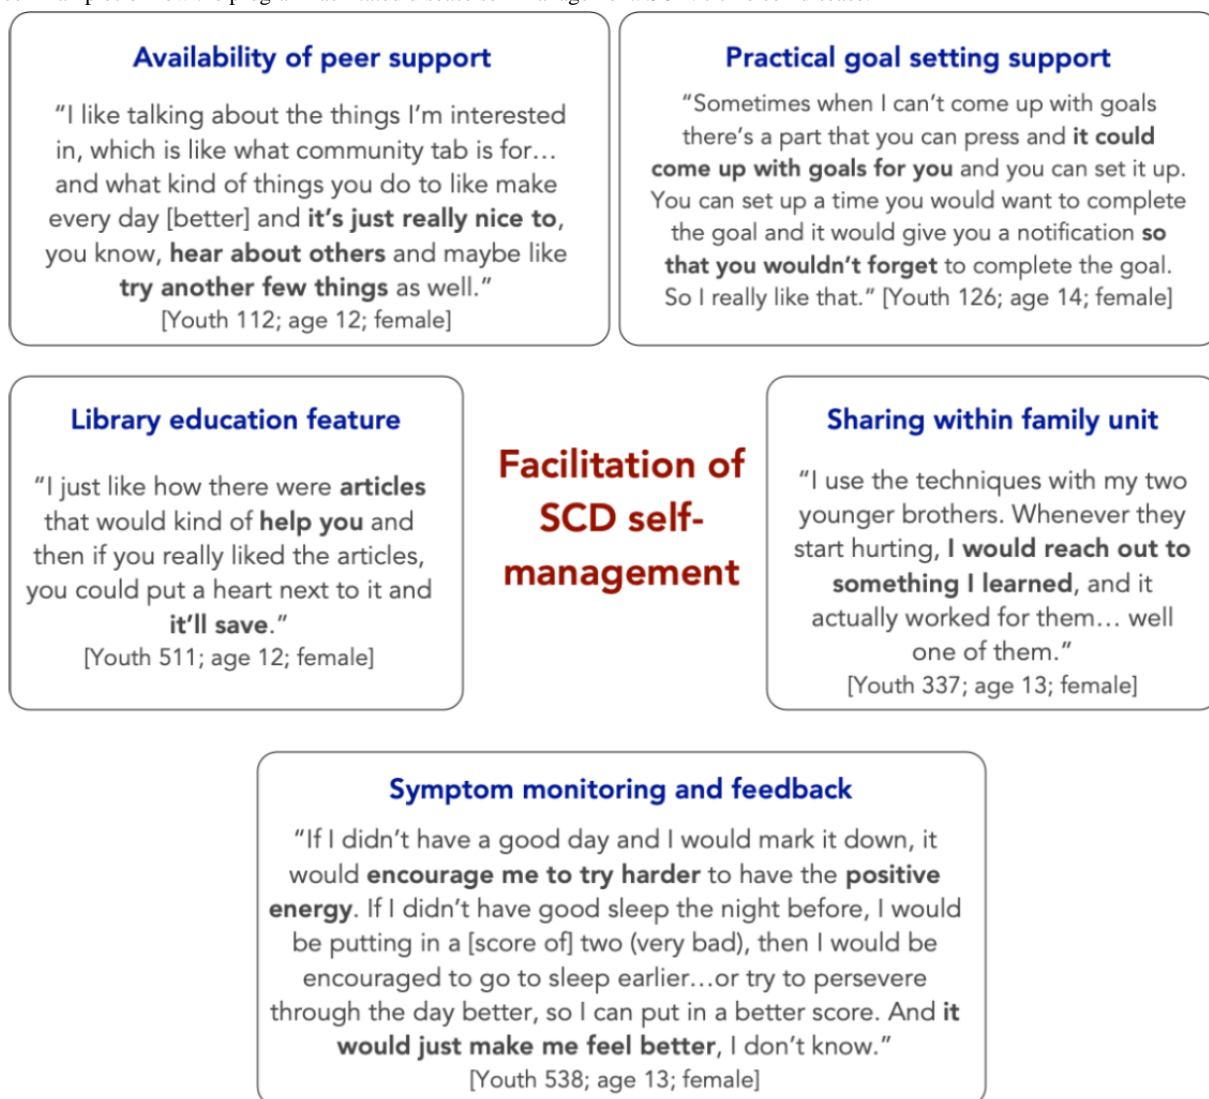 Availability of peer support
“I like talking about the things I’m interested
in, which is like what community tab is for…
and what kind of things you do to like make
every day [better] and it’s just really nice to,
you know, hear about others and maybe like
try another few things as well.”
[Youth 112; age 12; female]
Practical goal setting support
“Sometimes when I can’t come up with goals
there’s a part that you can press and it could
come up with goals for you and you can set it up.
You can set up a time you would want to complete
the goal and it would give you a notification so
that you wouldn’t forget to complete the goal.
So I really like that.” [Youth 126; age 14; female]
Library education feature
“I just like how there were articles
that would kind of help you and
then if you really liked the articles,
you could put a heart next to it and
it’ll save.”
[Youth 511; age 12; female]
Facilitation of
SCD self-
management
Sharing within family unit
“I use the techniques with my two
younger brothers. Whenever they
start hurting, I would reach out to
something I learned, and it
actually worked for them… well
one of them.”
[Youth 337; age 13; female]
Symptom monitoring and feedback
“If I didn’t have a good day and I would mark it down, it
would encourage me to try harder to have the positive
energy. If I didn’t have good sleep the night before, I would
be putting in a [score of] two (very bad), then I would be
encouraged to go to sleep earlier…or try to persevere
through the day better, so I can put in a better score. And it
would just make me feel better, I don’t know.”
[Youth 538; age 13; female]